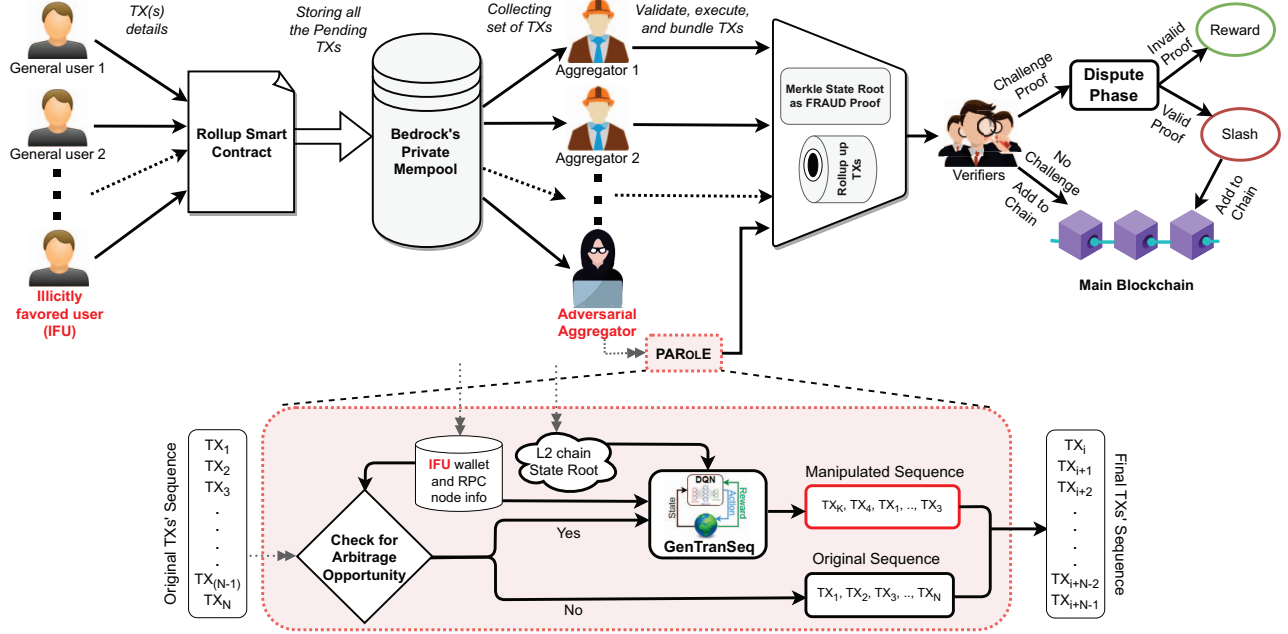 TX(s)
details
Storing all
the Pending
TXs
Collecting
set of TXs
Validate, execute,
and bundle TXs
General user 1
General user 2
Illicitly
favored user
(IFU)
Rollup Smart
Contract
Bedrock's
Private
Mempool
Aggregator 1
Aggregator 2
Adversarial
Aggregator
PAROLE
Merkle State Root
as FRAUD Proof
Rollup up
TXs
Verifiers
Challenge
Proof
No
Challenge
Add to
Chain
Dispute
Phase
Invalid
Proof
Valid
Proof
Reward
Slash
Add to
Chain
Main Blockchain
Original TXs' Sequence
TX1
TX2
TX3
.
.
.
.
TX(N-1)
TXN
Check for
Arbitrage
Opportunity
IFU wallet
and RPC
node info
L2 chain
State Root
Yes
No
DQN
State
Action
Reward
GenTranSeq
Manipulated Sequence
TXK, TX4, TX1, .., TX3
Original Sequence
TX1, TX2, TX3, .., TXN
TXi
TXi+1
TXi+2
.
.
.
.
TXi+N-2
TXi+N-1
Final TXs' Sequence